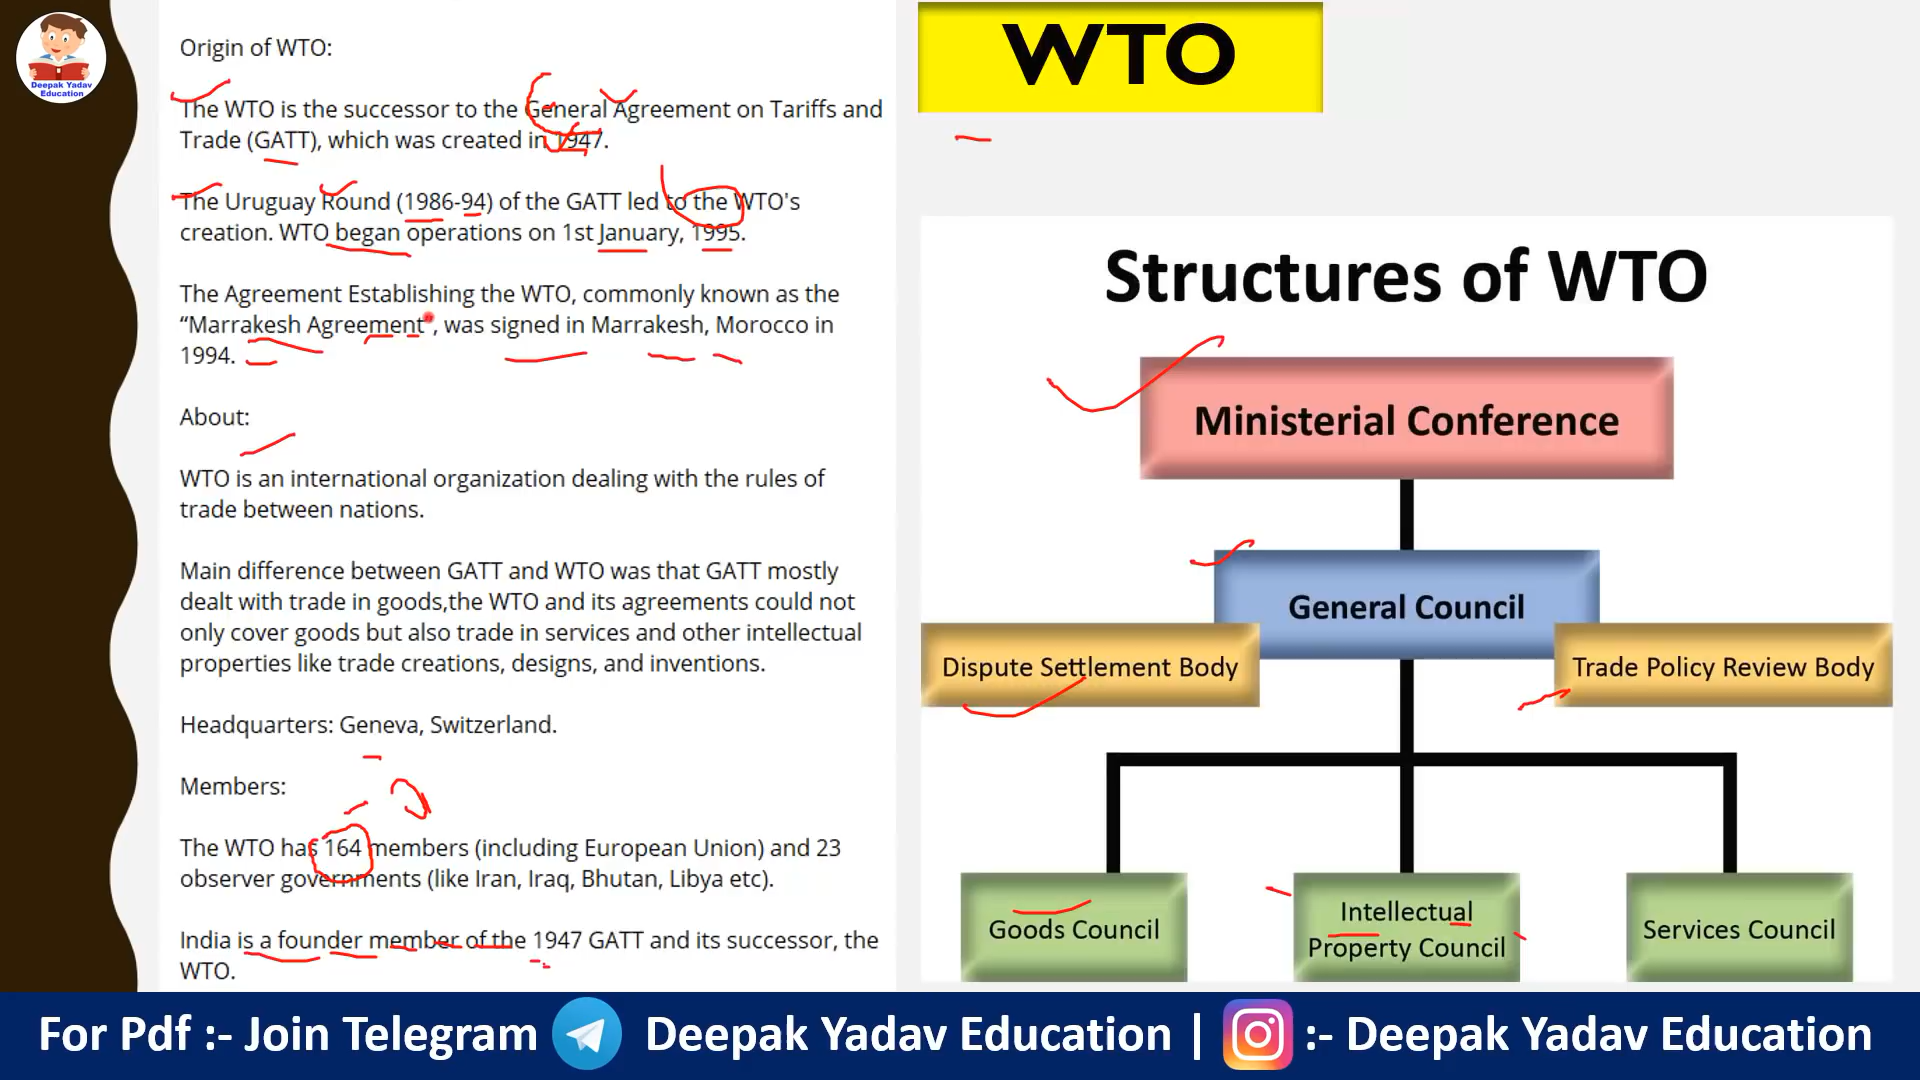 Deepak Yadav
Education
Origin of WTO:
The WTO is the successor to the General Agreement on Tariffs and
Trade (GATT), which was created in 1947.
The Uruguay Round (1986-94) of the GATT led to the WTO's
creation. WTO began operations on 1st January, 1995.
The Agreement Establishing the WTO, commonly known as the
“Marrakesh Agreement”, was signed in Marrakesh, Morocco in
1994.
About:
WTO is an international organization dealing with the rules of
trade between nations.
Main difference between GATT and WTO was that GATT mostly
dealt with trade in goods,the WTO and its agreements could not
only cover goods but also trade in services and other intellectual
properties like trade creations, designs, and inventions.
Headquarters: Geneva, Switzerland.
Members:
The WTO has 164 members (including European Union) and 23
observer governments (like Iran, Iraq, Bhutan, Libya etc).
India is a founder member of the 1947 GATT and its successor, the
WTO.
WTO
Structures of WTO
Ministerial Conference
General Council
Dispute Settlement Body
Trade Policy Review Body
Goods Council
Intellectual
Property Council
Services Council
For Pdf :- Join Telegram Deepak Yadav Education | :- Deepak Yadav Education